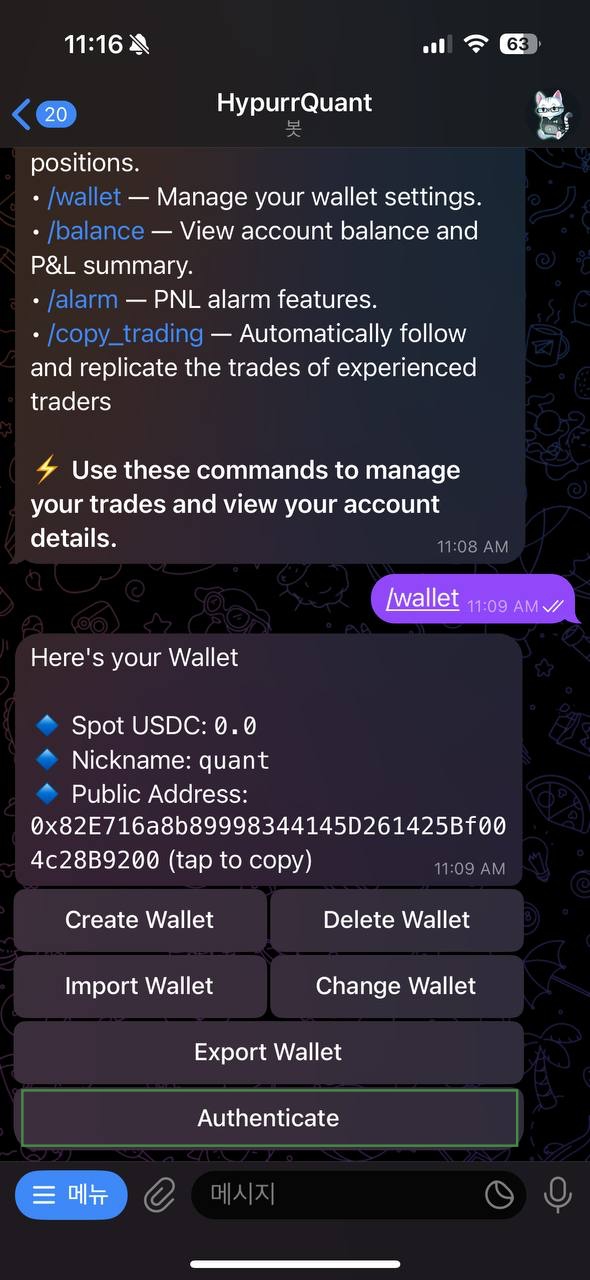 11:16
63
20
HypurrQuant
봇
positions.
• /wallet — Manage your wallet settings.
• /balance — View account balance and
P&L summary.
• /alarm — PNL alarm features.
• /copy_trading — Automatically follow
and replicate the trades of experienced
traders
⚡ Use these commands to manage
your trades and view your account
details.
11:08 AM
/wallet 11:09 AM
Here's your Wallet
🔹 Spot USDC: 0.0
🔹 Nickname: quant
🔹 Public Address:
0x82E716a8b89998344145D261425Bf00
4c28B9200 (tap to copy)
11:09 AM
Create Wallet
Delete Wallet
Import Wallet
Change Wallet
Export Wallet
Authenticate
메뉴
메시지